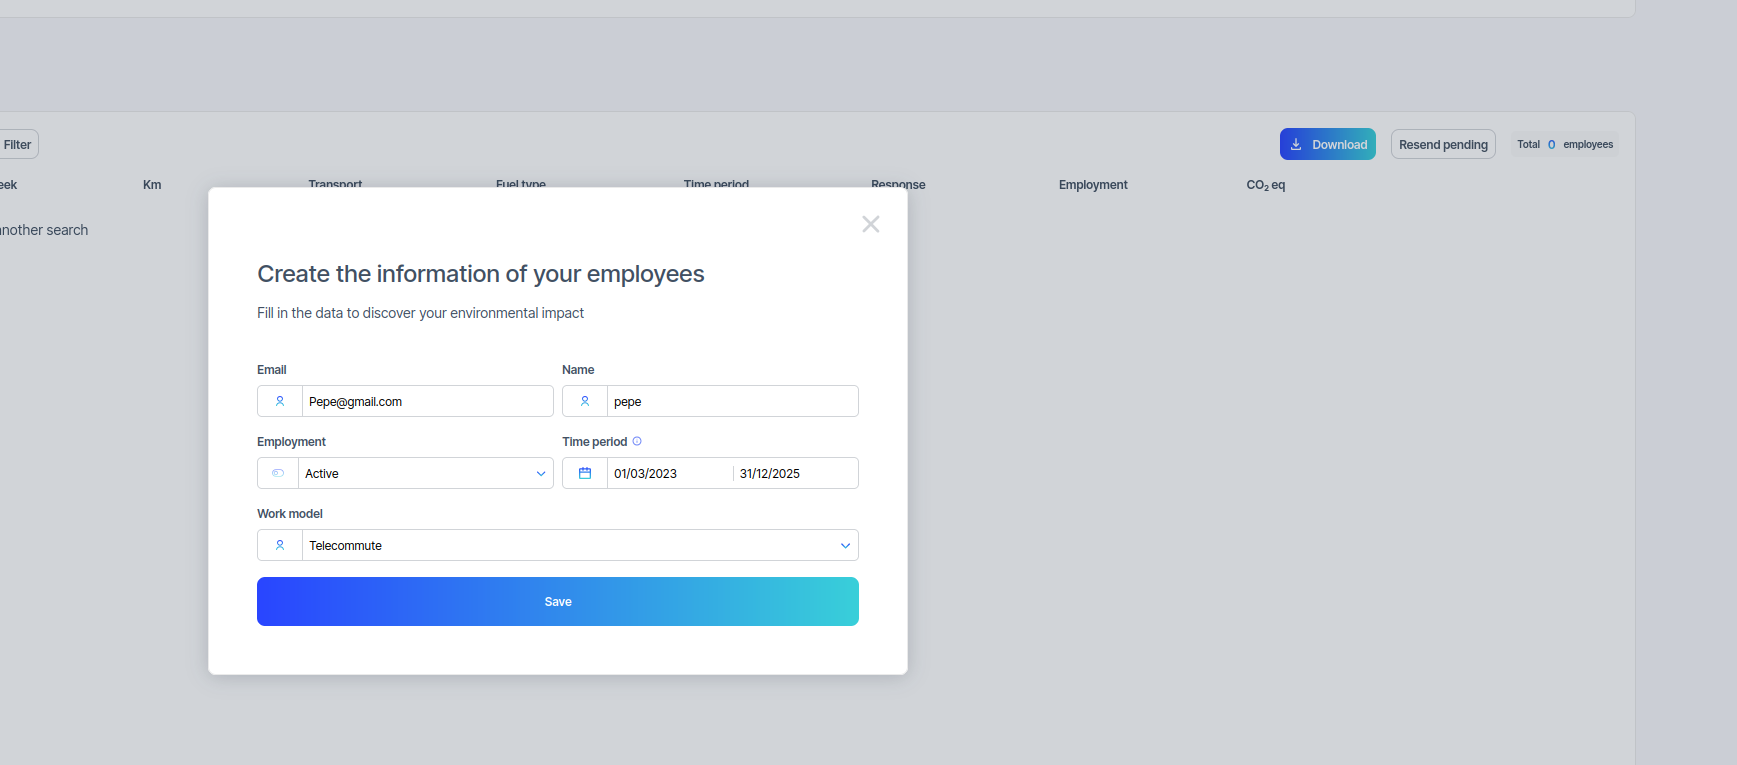 Filter
Download
Resend pending
Total 0 employees
eek Km Transport Fuel type Time period Response Employment CO₂ eq
another search
Create the information of your employees
Fill in the data to discover your environmental impact
Email Name
Pepe@gmail.com pepe
Employment Time period
Active 01/03/2023 31/12/2025
Work model
Telecommute
Save